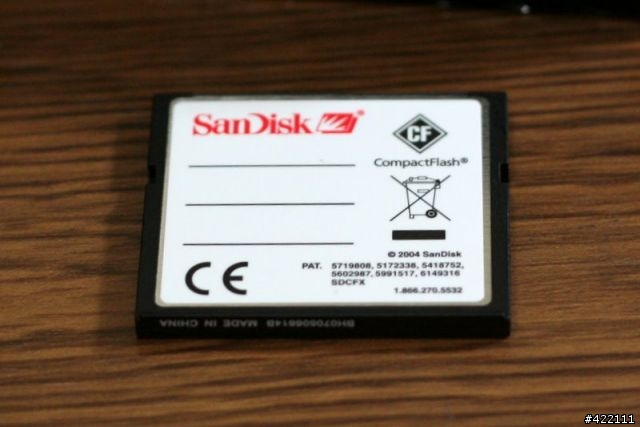 SanDisk
CF
CompactFlash®
© 2004 SanDisk
CE
PAT. 5719808, 5172338, 5418752,
5602987, 5991517, 6149316
SDCFX
1.866.270.5532
MADE IN CHINA
#422111